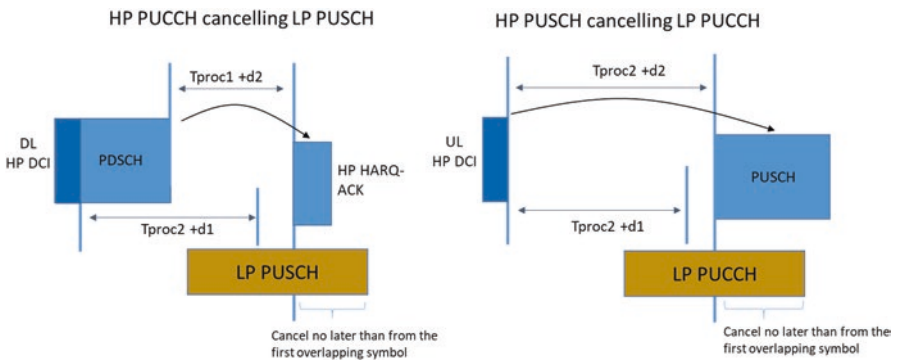 HP PUCCH cancelling LP PUSCH
Tproc1 +d2
DL
HP DCI
PDSCH
HP HARQ-
ACK
Tproc2 +d1
LP PUSCH
Cancel no later than from the
first overlapping symbol
HP PUSCH cancelling LP PUCCH
Tproc2 +d2
UL
HP DCI
PUSCH
Tproc2 +d1
LP PUCCH
Cancel no later than from the
first overlapping symbol